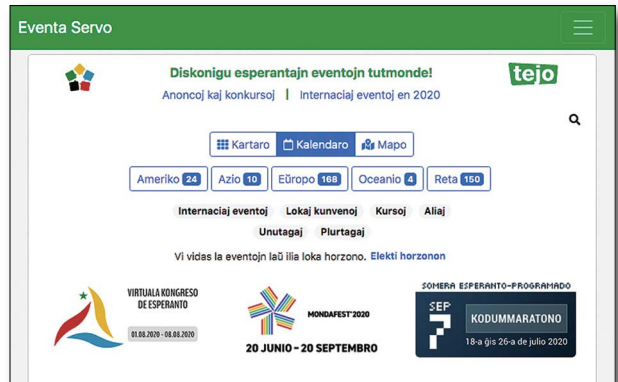 Eventa Servo
Diskonigu esperantajn eventojn tutmonde!
tejo
Anoncoj kaj konkursoj | Internaciaj eventoj en 2020
Kartaro Kalendaro Mapo
Ameriko 24 Azio 10 Eŭropo 168 Oceanio 4 Reta 150
Internaciaj eventoj Lokaj kunvenoj Kursoj Aliaj
Unutagaj Plurtagaj
Vi vidas la eventojn laŭ ilia loka horzono. Elekti horzonon
VIRTUALA KONGRESO
DE ESPERANTO
01.08.2020 - 08.08.2020
MONDAFEST'2020
20 JUNIO - 20 SEPTEMBRO
SOMERA ESPERANTO-PROGRAMADO
SEP
7
KODUMMARATONO
18-a ĝis 26-a de julio 2020